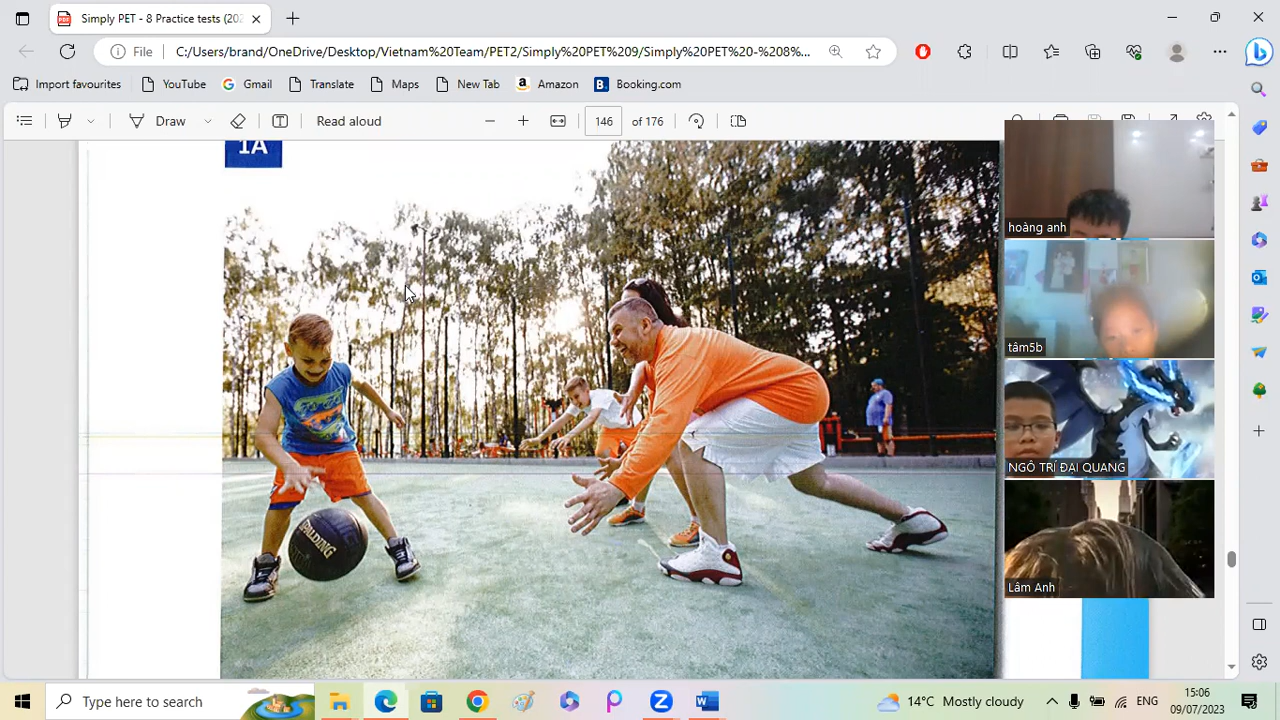 Simply PET - 8 Practice tests (202
File
C:/Users/brand/OneDrive/Desktop/Vietnam%20Team/PET2/Simply%20PET%209/Simply%20PET%20-%208%...
Import favourites
YouTube
Gmail
Translate
Maps
New Tab
Amazon
Booking.com
Draw
Read aloud
146 of 176
1A
SPALDING
hoàng anh
tâm5b
NGÔ TRÍ ĐẠI QUANG
Lâm Anh
Type here to search
14°C Mostly cloudy
ENG
15:06
09/07/2023